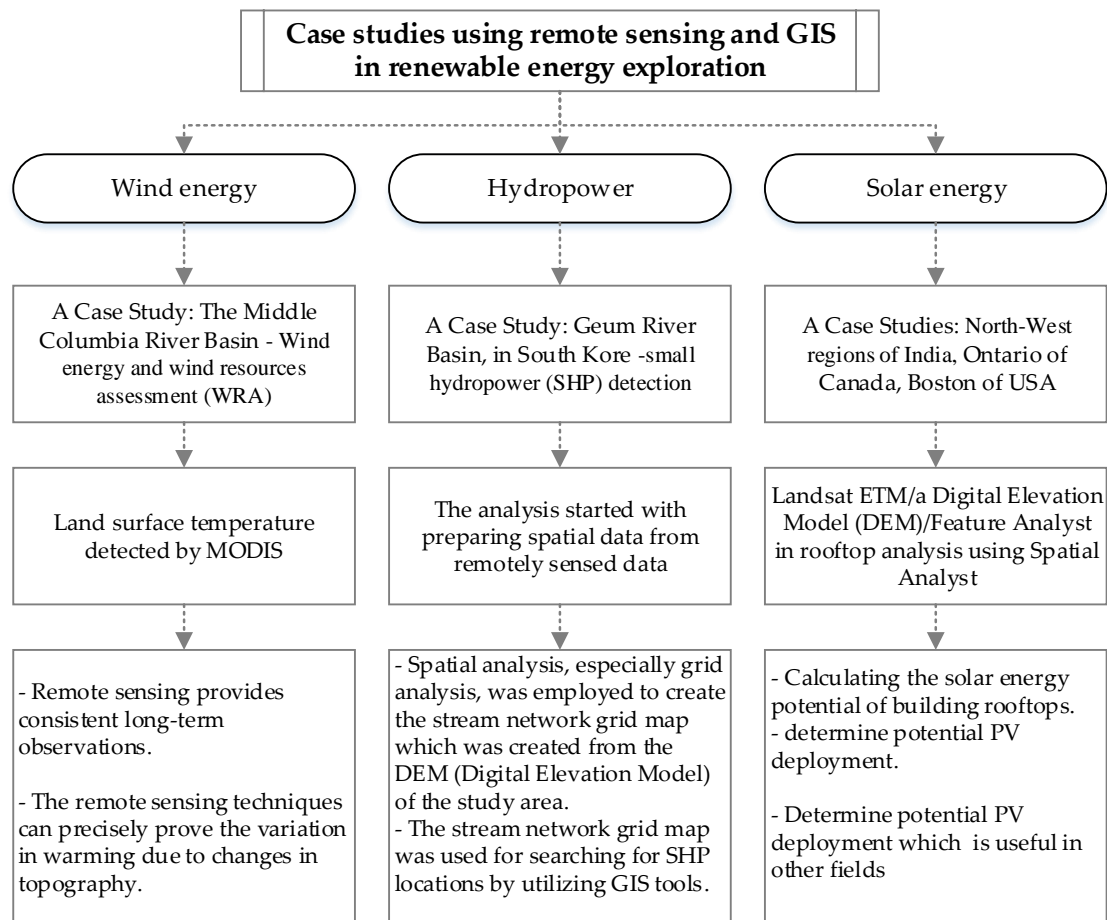 Case studies using remote sensing and GIS
in renewable energy exploration
Wind energy
Hydropower
Solar energy
A Case Study: The Middle
Columbia River Basin - Wind
energy and wind resources
assessment (WRA)
A Case Study: Geum River
Basin, in South Kore -small
hydropower (SHP) detection
A Case Studies: North-West
regions of India, Ontario of
Canada, Boston of USA
Land surface temperature
detected by MODIS
The analysis started with
preparing spatial data from
remotely sensed data
Landsat ETM/a Digital Elevation
Model (DEM)/Feature Analyst
in rooftop analysis using Spatial
Analyst
- Remote sensing provides
consistent long-term
observations.
- The remote sensing techniques
can precisely prove the variation
in warming due to changes in
topography.
- Spatial analysis, especially grid
analysis, was employed to create
the stream network grid map
which was created from the
DEM (Digital Elevation Model)
of the study area.
- The stream network grid map
was used for searching for SHP
locations by utilizing GIS tools.
- Calculating the solar energy
potential of building rooftops.
- determine potential PV
deployment.
- Determine potential PV
deployment which is useful in
other fields